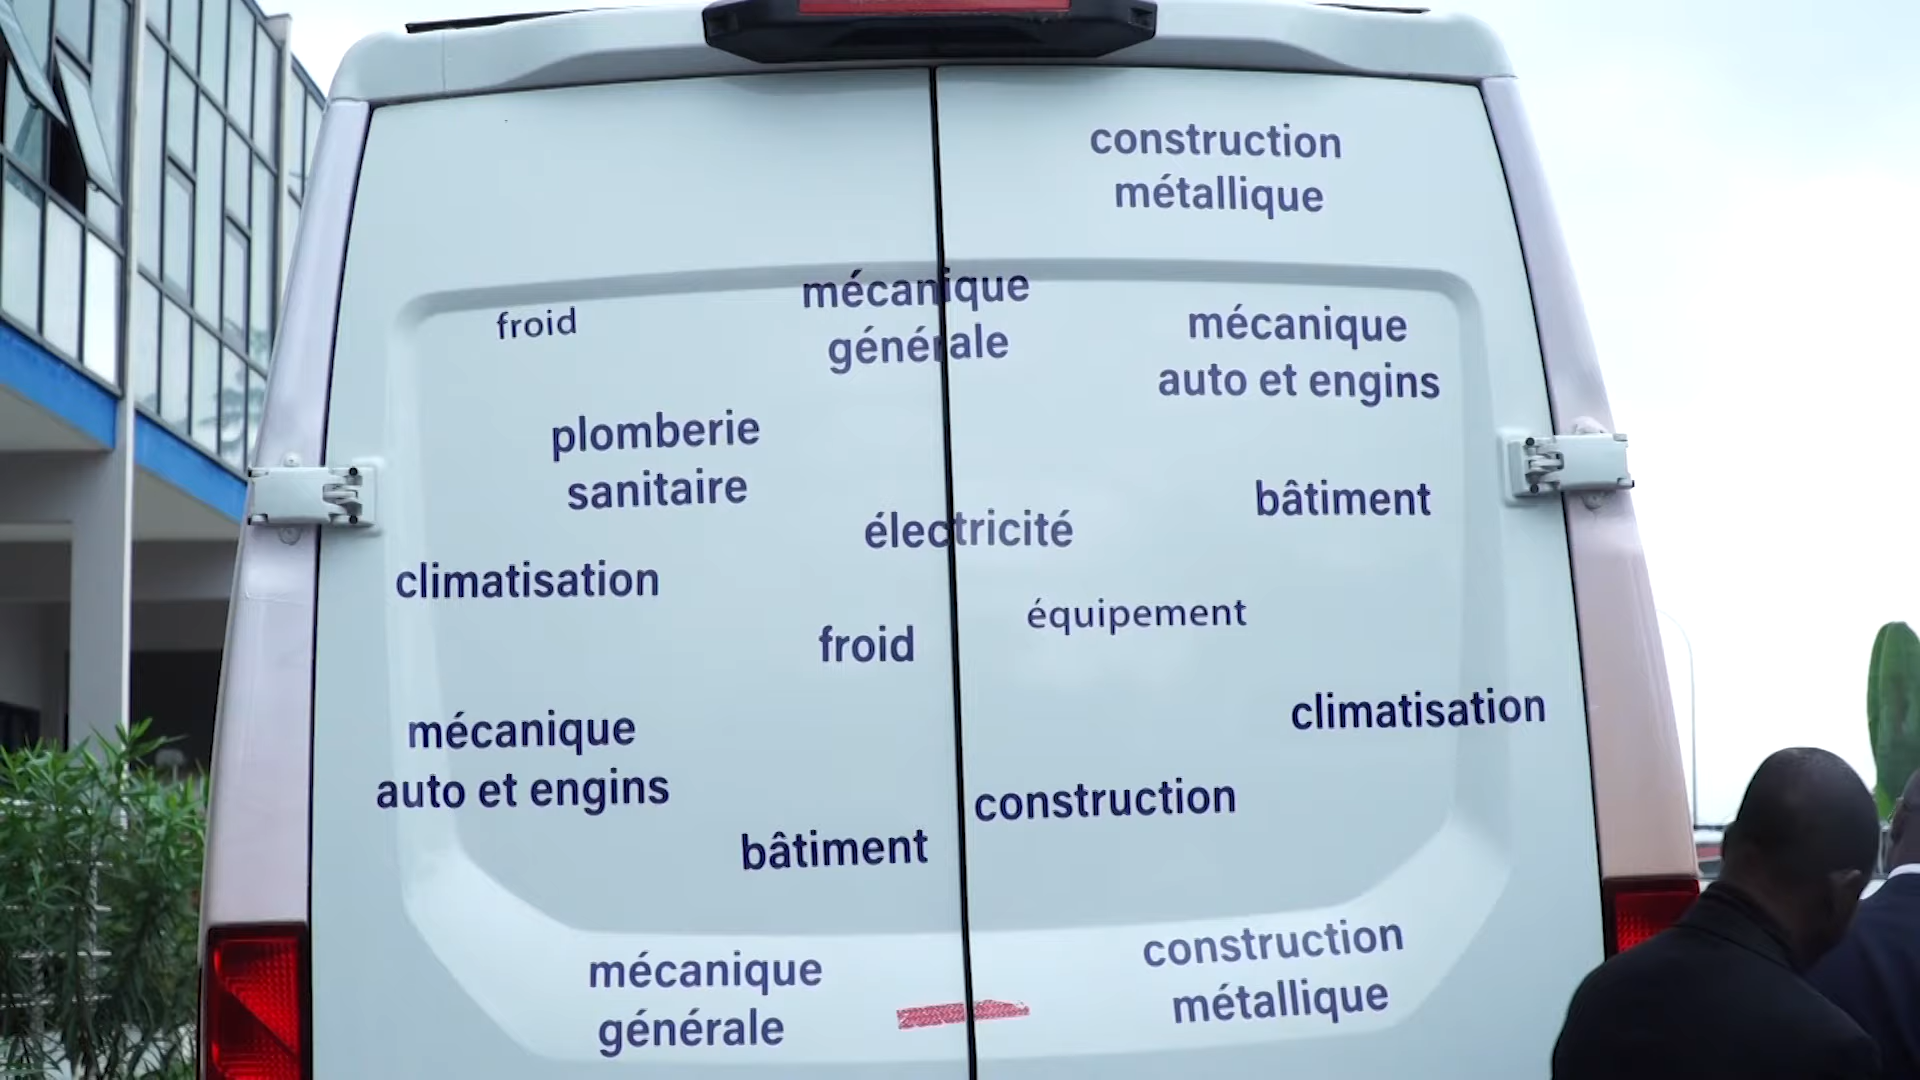 construction
métallique
mécanique
générale
froid
mécanique
auto et engins
plomberie
sanitaire
bâtiment
électricité
climatisation
équipement
froid
climatisation
mécanique
auto et engins
construction
bâtiment
construction
métallique
mécanique
générale